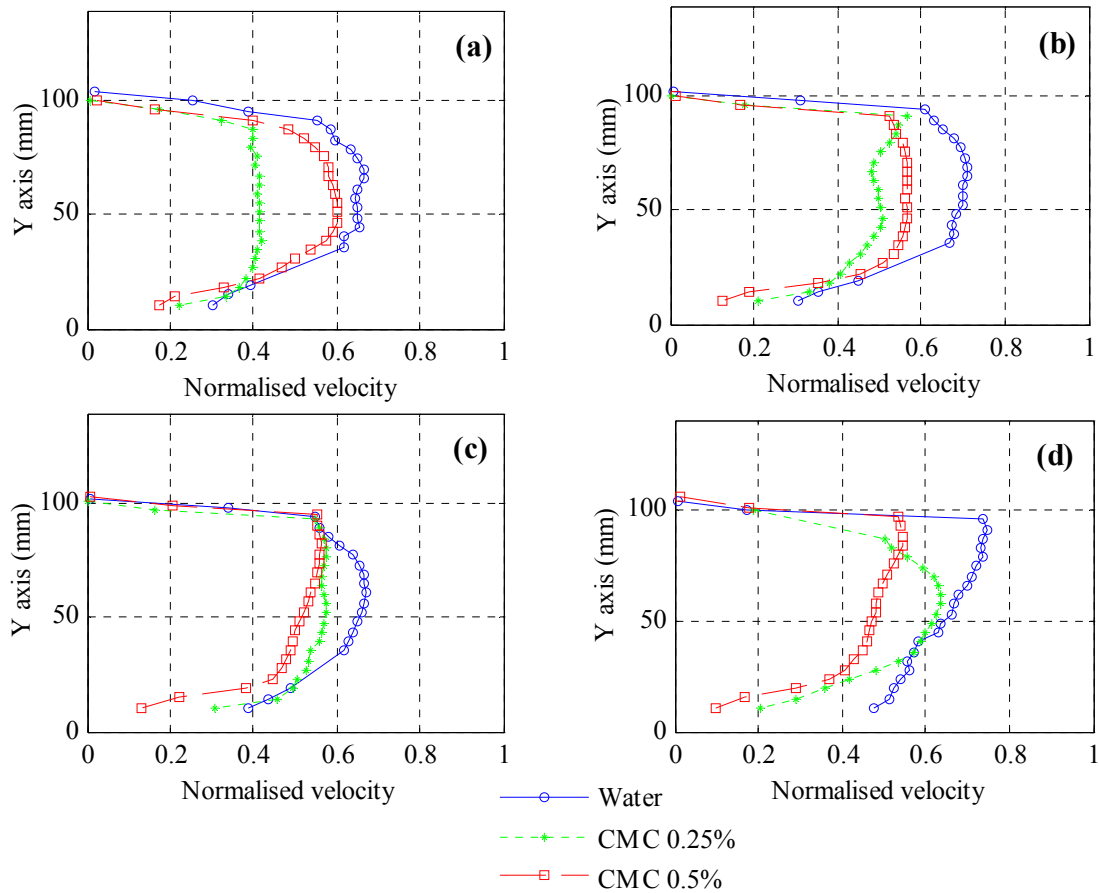 (a)
Y axis (mm)
100
50
0
0 0.2 0.4 0.6 0.8 1
Normalised velocity
(b)
Y axis (mm)
100
50
0
0 0.2 0.4 0.6 0.8 1
Normalised velocity
(c)
Y axis (mm)
100
50
0
0 0.2 0.4 0.6 0.8 1
Normalised velocity
(d)
Y axis (mm)
100
50
0
0 0.2 0.4 0.6 0.8 1
Normalised velocity
Water
CMC 0.25%
CMC 0.5%